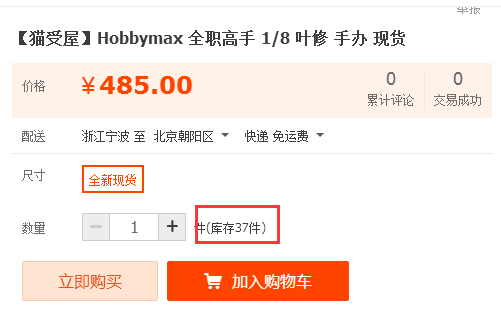 举报
【猫受屋】Hobbymax 全职高手 1/8 叶修 手办 现货
价格 ¥485.00 0 累计评论 0 交易成功
配送 浙江宁波 至 北京朝阳区 快递 免运费
尺寸 全新现货
数量 1 件(库存37件)
立即购买 加入购物车